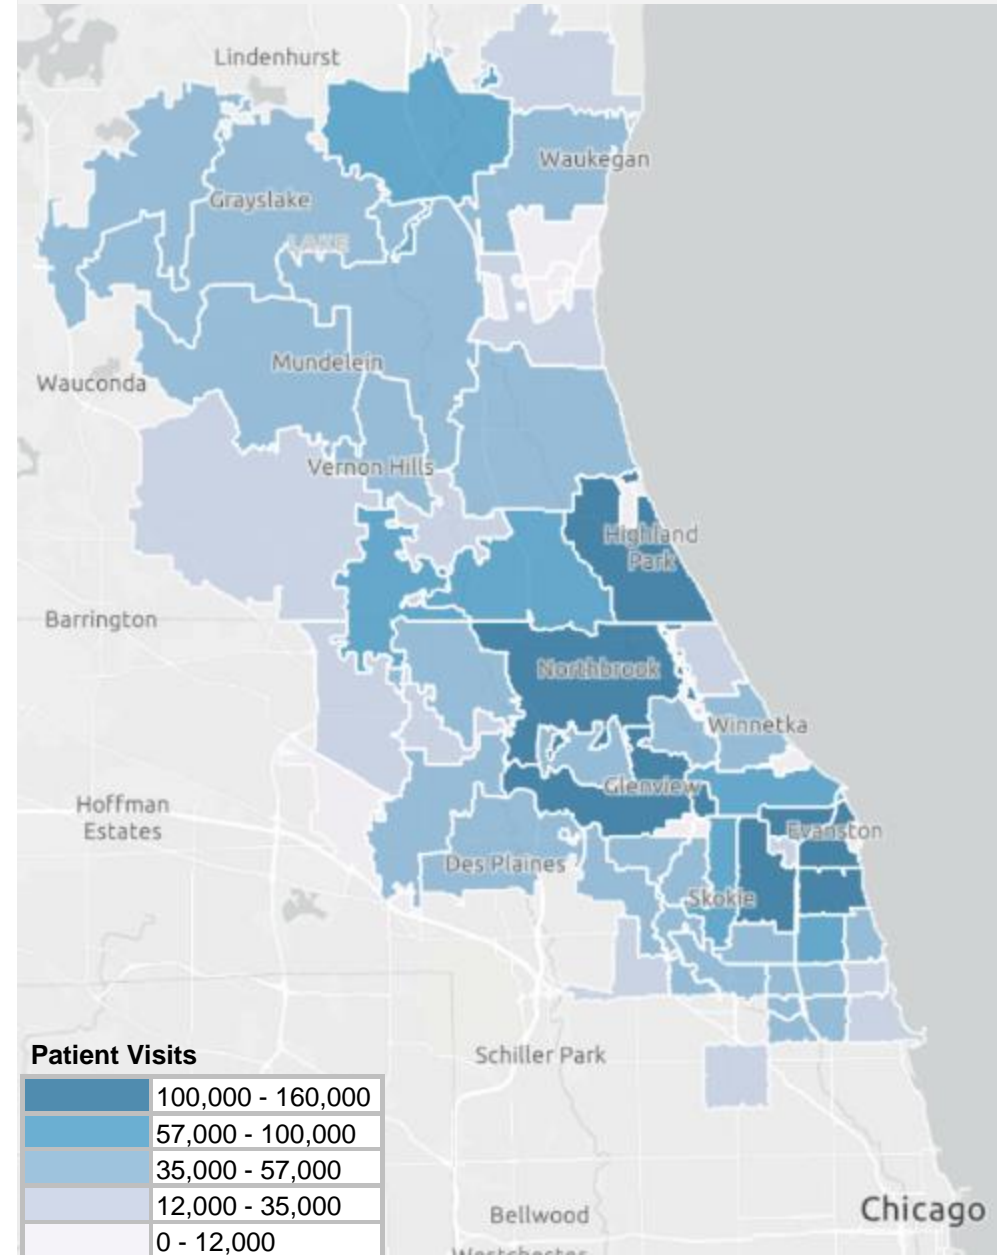 Lindenhurst
Waukegan
Grayslake
LAKE
Mundelein
Wauconda
Vernon Hills
Highland
Park
Barrington
Northbrook
Winnetka
Glenview
Hoffman
Estates
Evanston
Des Plaines
Skokie
Schiller Park
Patient Visits
100,000 - 160,000
57,000 - 100,000
35,000 - 57,000
12,000 - 35,000
0 - 12,000
Bellwood
Chicago
Westchester